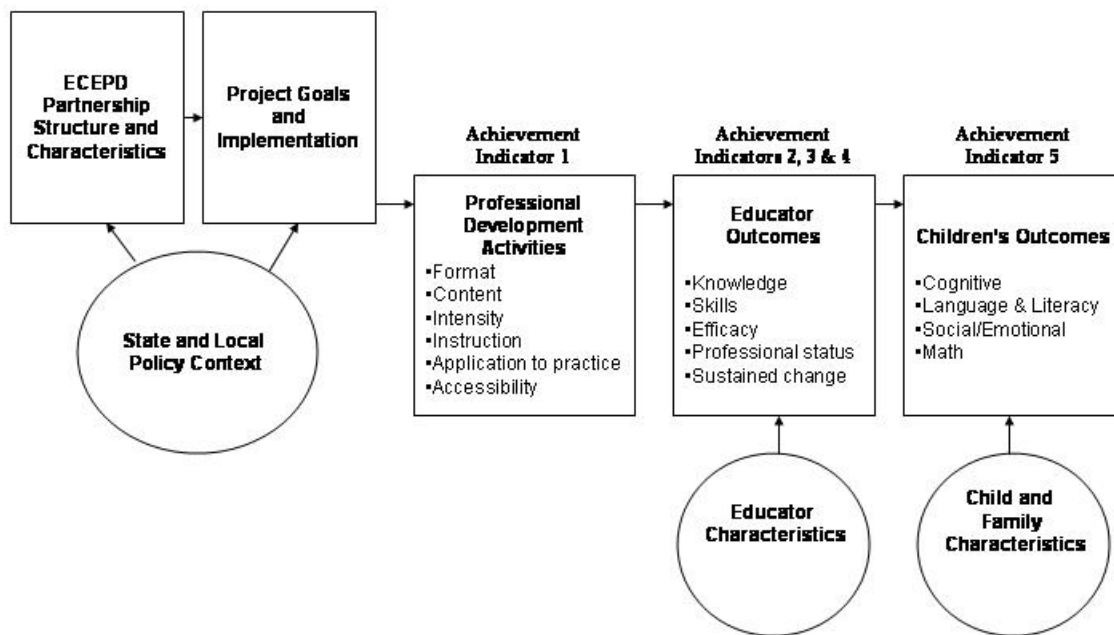 ECEPD
Partnership
Structure and
Characteristics
Project Goals
and
Implementation
State and Local
Policy Context
Achievement
Indicator 1
Professional
Development
Activities
▪Format
▪Content
▪Intensity
▪Instruction
▪Application to practice
▪Accessibility
Achievement
Indicators 2, 3 & 4
Educator
Outcomes
▪Knowledge
▪Skills
▪Efficacy
▪Professional status
▪Sustained change
Achievement
Indicator 5
Children's Outcomes
▪Cognitive
▪Language & Literacy
▪Social/Emotional
▪Math
Educator
Characteristics
Child and
Family
Characteristics